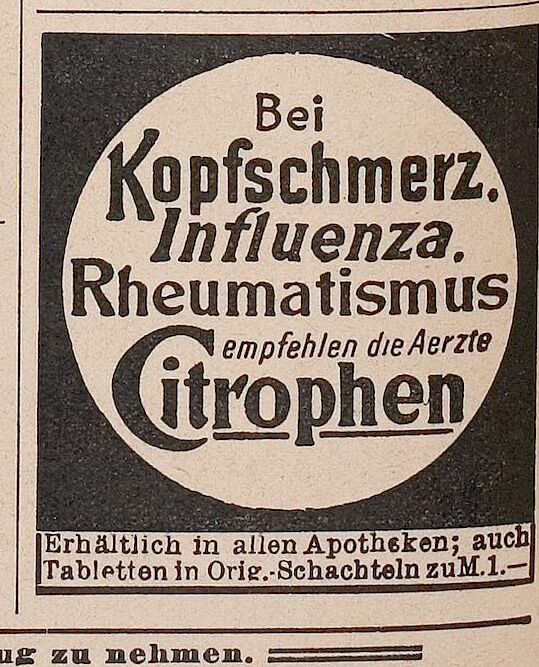 Bei
Kopfschmerz.
Influenza.
Rheumatismus
empfehlen die Aerzte
Citrophen
Erhältlich in allen Apotheken; auch
Tabletten in Orig.-Schachteln zu M.1.—
ug zu nehmen.